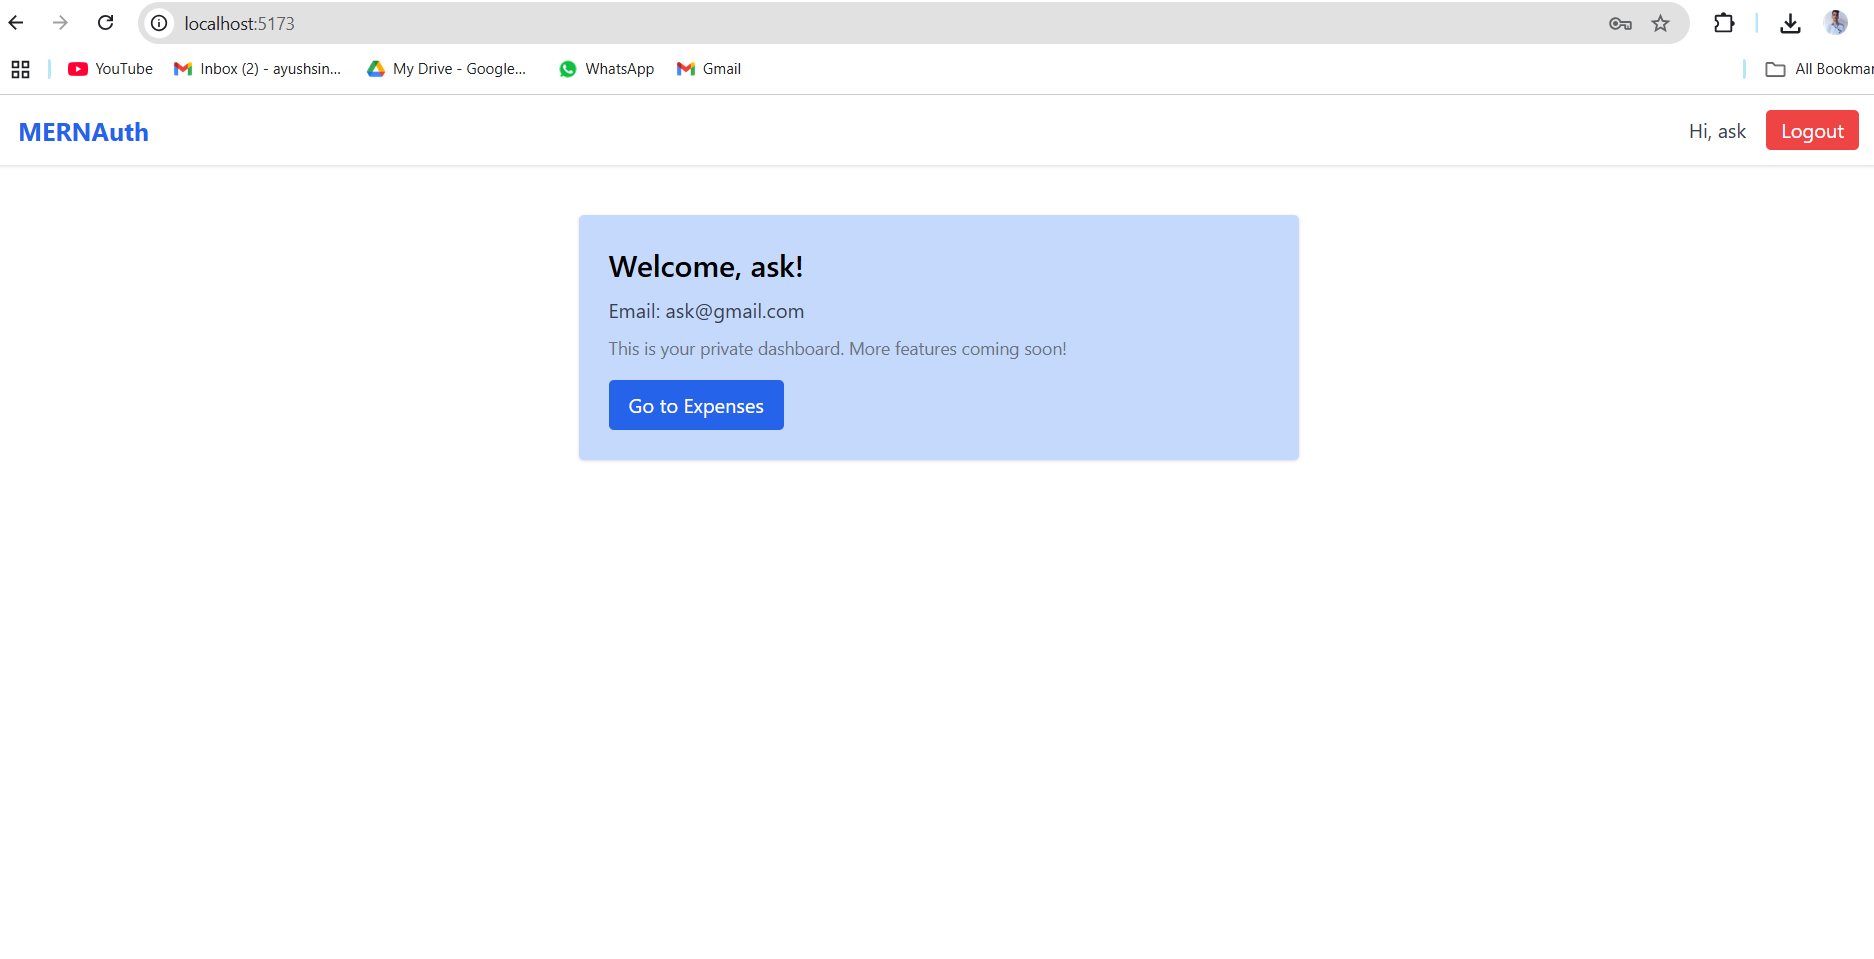 localhost:5173
YouTube
Inbox (2) - ayushsin...
My Drive - Google...
WhatsApp
Gmail
All Bookmar
MERNAuth
Hi, ask
Logout
Welcome, ask!
Email: ask@gmail.com
This is your private dashboard. More features coming soon!
Go to Expenses